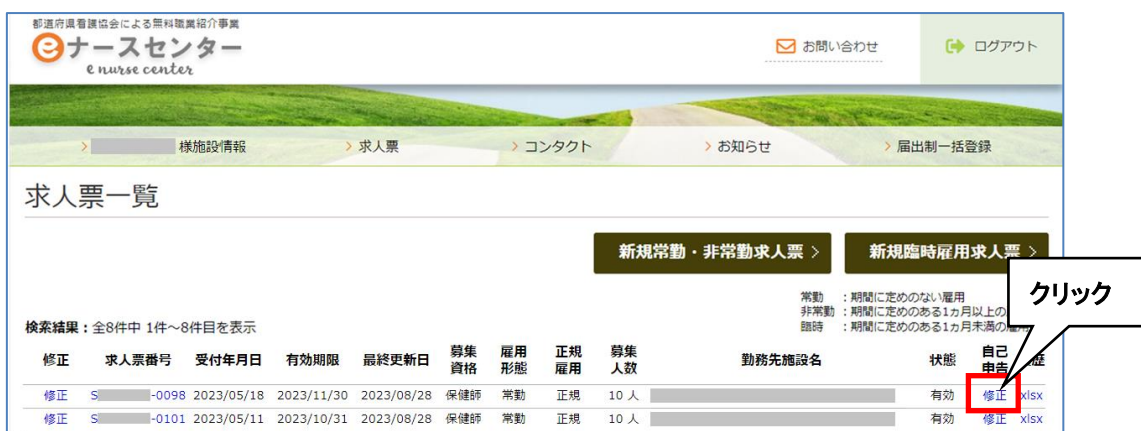 都道府県看護協会による無料職業紹介事業
eナースセンター
e nurse center
お問い合わせ
ログアウト
様施設情報
求人票
コンタクト
お知らせ
届出制一括登録
求人票一覧
新規常勤・非常勤求人票
新規臨時雇用求人票
クリック
常勤 ：期間に定めのない雇用
非常勤 ：期間に定めのある1ヵ月以上の
臨時 ：期間に定めのある1ヵ月未満の雇用
検索結果：全8件中 1件～8件目を表示
修正 求人票番号 受付年月日 有効期限 最終更新日 募集資格 雇用形態 正規雇用 募集人数 勤務先施設名 状態 自己申告 歴
修正 S -0098 2023/05/18 2023/11/30 2023/08/28 保健師 常勤 正規 10 人 有効 修正 xlsx
修正 S -0101 2023/05/11 2023/10/31 2023/08/28 保健師 常勤 正規 10 人 有効 修正 xlsx